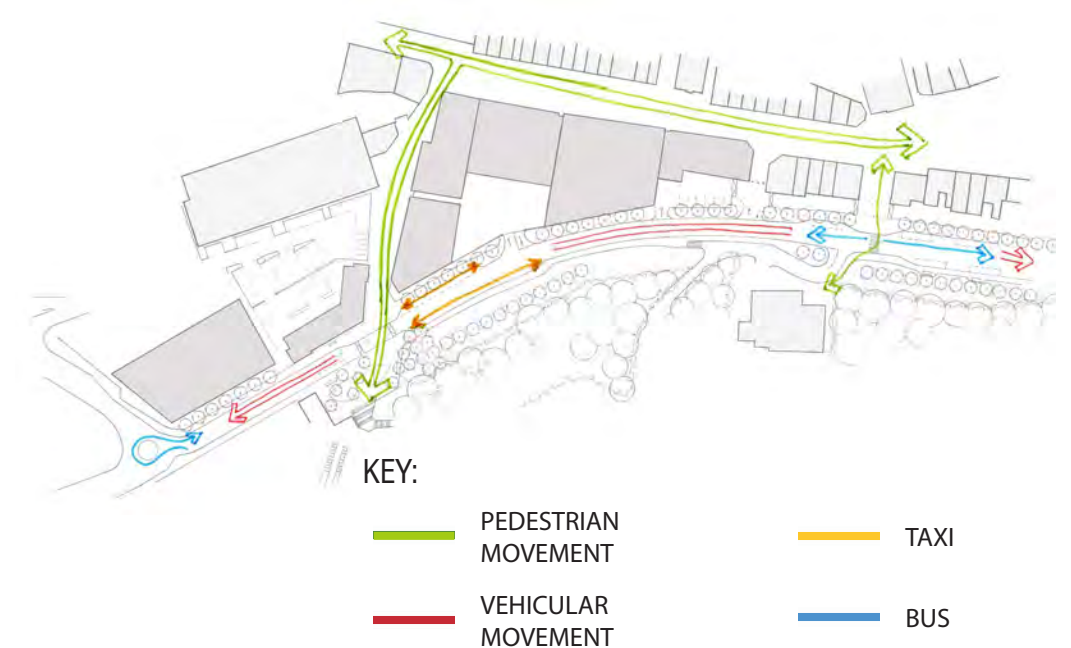 KEY:
PEDESTRIAN
MOVEMENT
TAXI
VEHICULAR
MOVEMENT
BUS